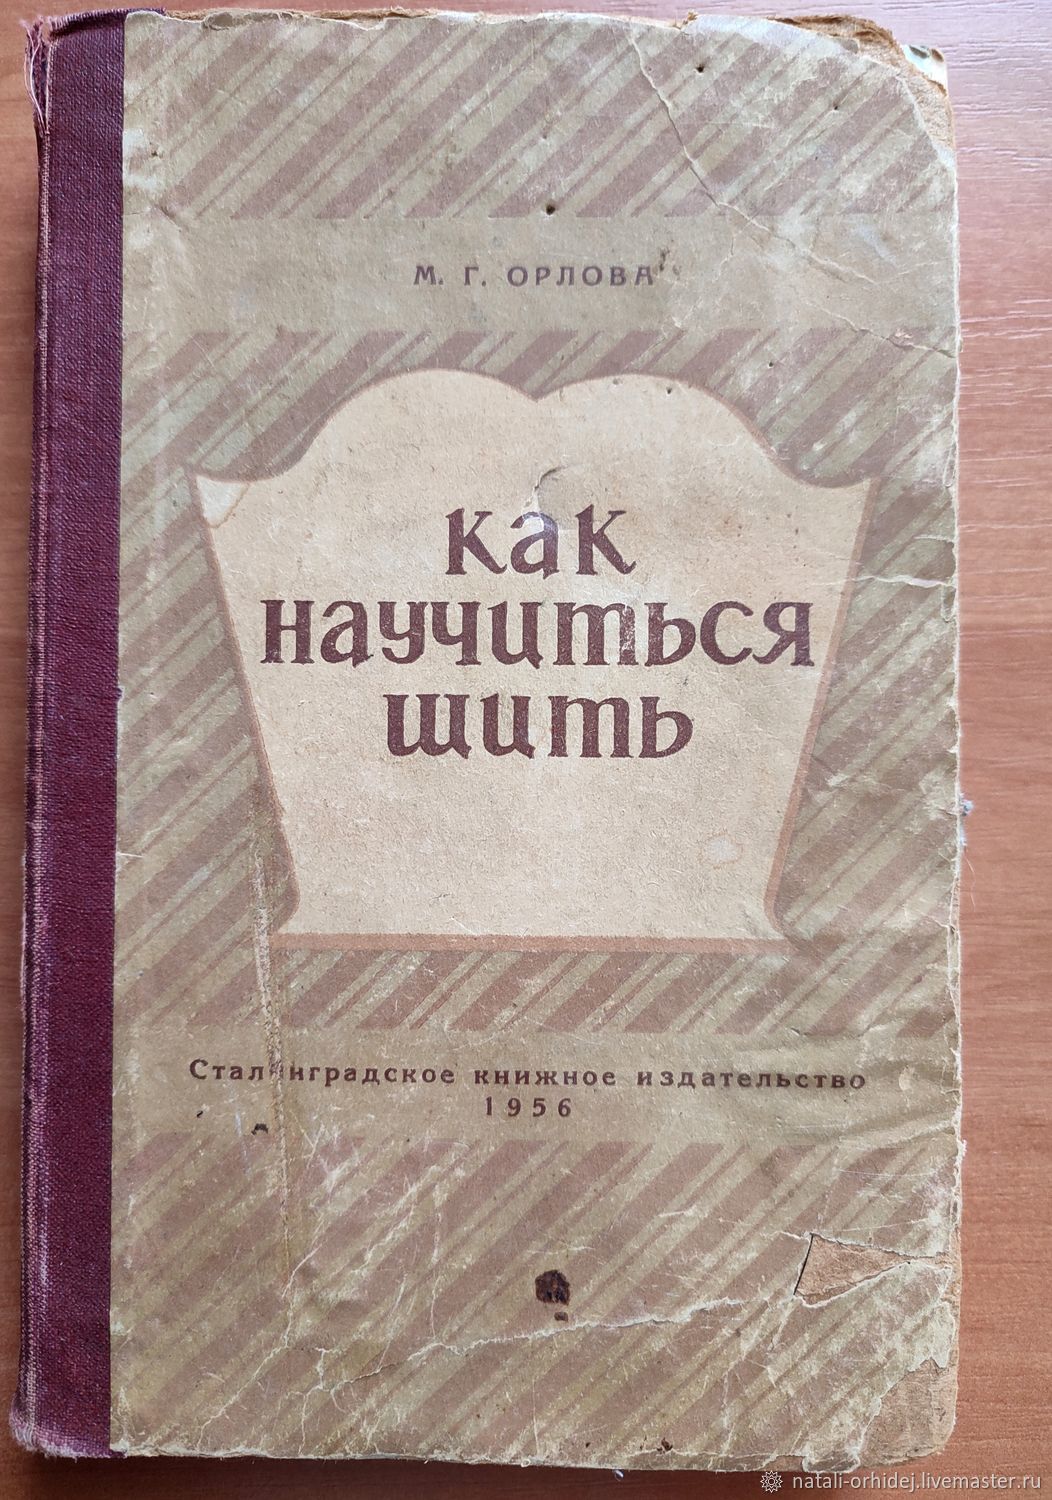 М. Г. ОРЛОВА
как
научиться
шить
Сталинградское книжное издательство
1956
natali-orhidej.livemaster.ru